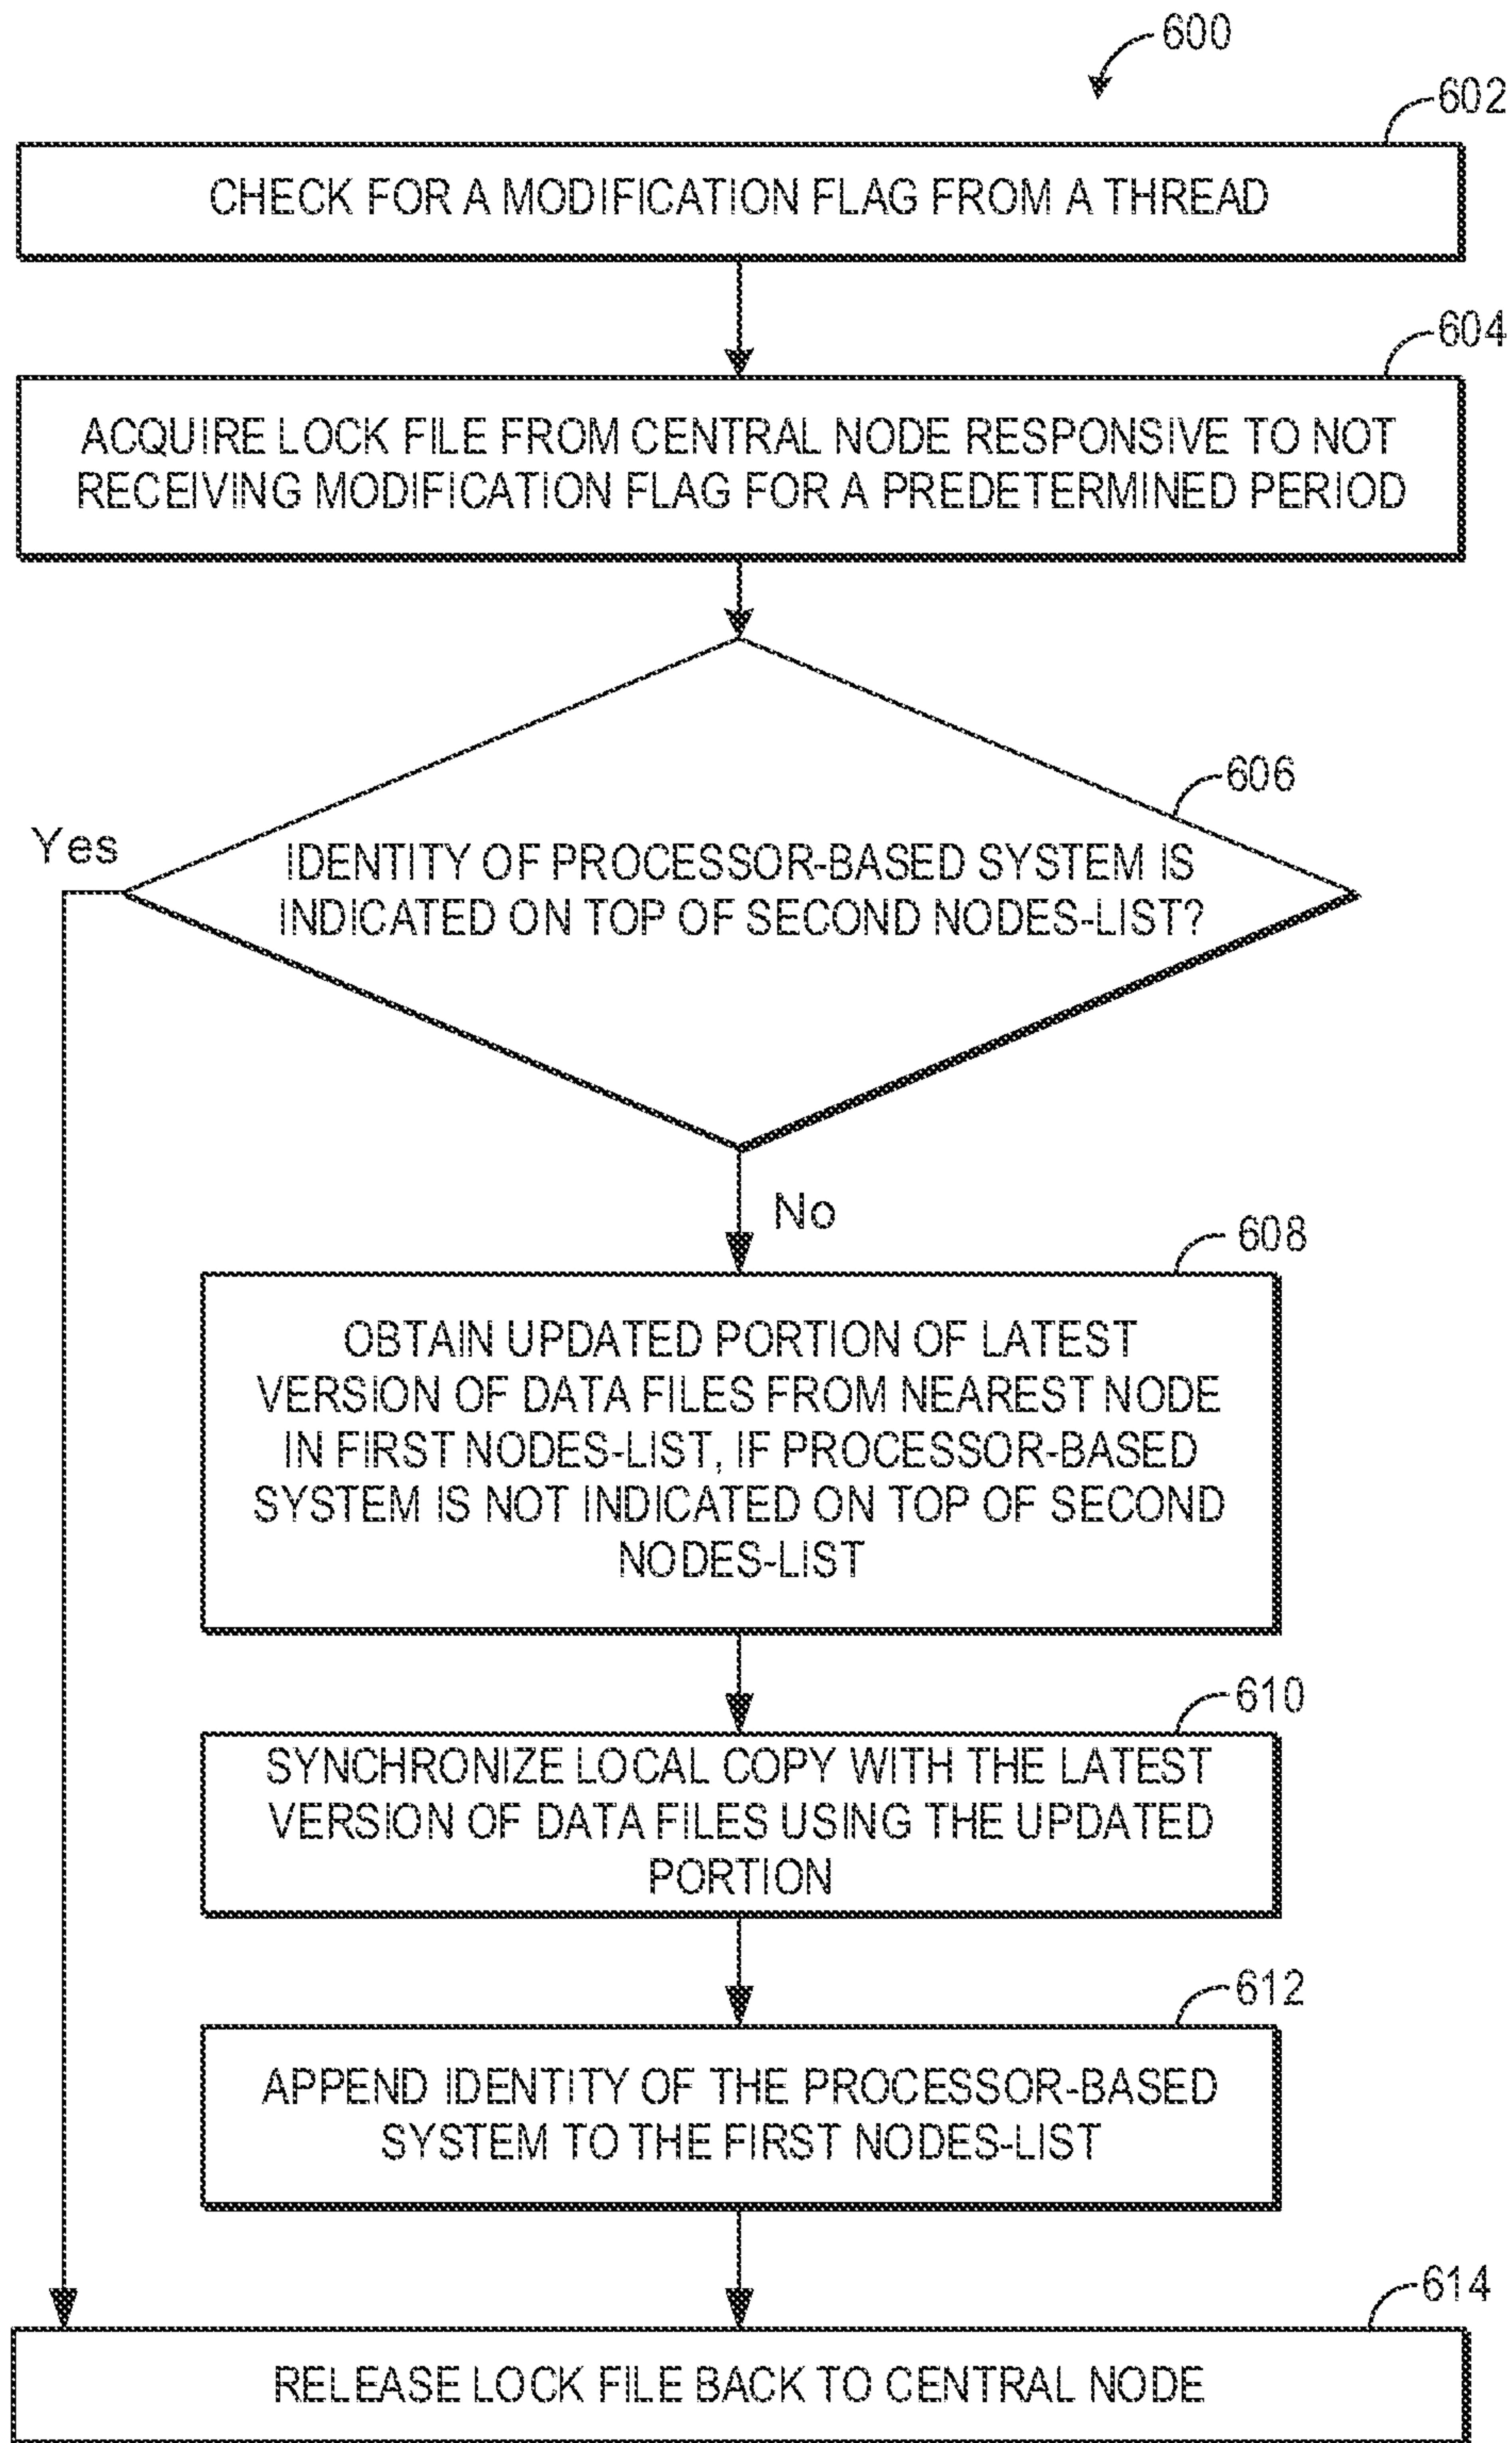 600
602
CHECK FOR A MODIFICATION FLAG FROM A THREAD
604
ACQUIRE LOCK FILE FROM CENTRAL NODE RESPONSIVE TO NOT
RECEIVING MODIFICATION FLAG FOR A PREDETERMINED PERIOD
606
Yes
IDENTITY OF PROCESSOR-BASED SYSTEM IS
INDICATED ON TOP OF SECOND NODES-LIST?
No
608
OBTAIN UPDATED PORTION OF LATEST
VERSION OF DATA FILES FROM NEAREST NODE
IN FIRST NODES-LIST, IF PROCESSOR-BASED
SYSTEM IS NOT INDICATED ON TOP OF SECOND
NODES-LIST
610
SYNCHRONIZE LOCAL COPY WITH THE LATEST
VERSION OF DATA FILES USING THE UPDATED
PORTION
612
APPEND IDENTITY OF THE PROCESSOR-BASED
SYSTEM TO THE FIRST NODES-LIST
614
RELEASE LOCK FILE BACK TO CENTRAL NODE